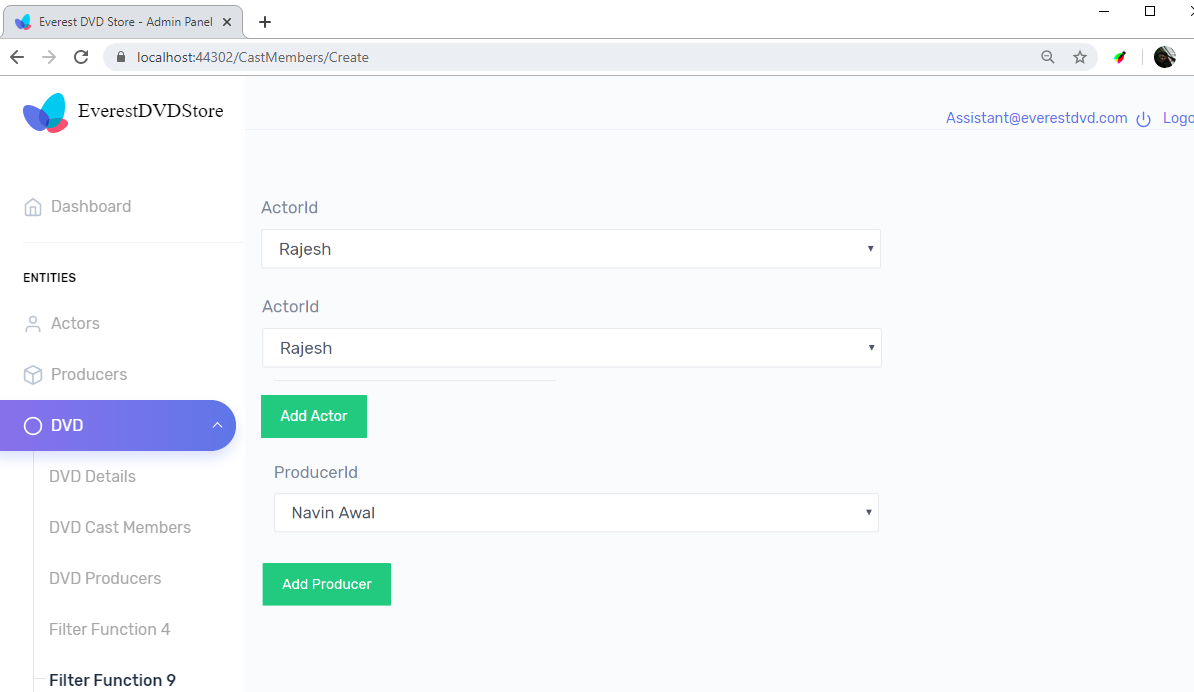 Everest DVD Store - Admin Panel
localhost:44302/CastMembers/Create
EverestDVDStore
Assistant@everestdvd.com Logo
Dashboard
ENTITIES
Actors
Producers
DVD
DVD Details
DVD Cast Members
DVD Producers
Filter Function 4
Filter Function 9
ActorId
Rajesh
ActorId
Rajesh
Add Actor
ProducerId
Navin Awal
Add Producer